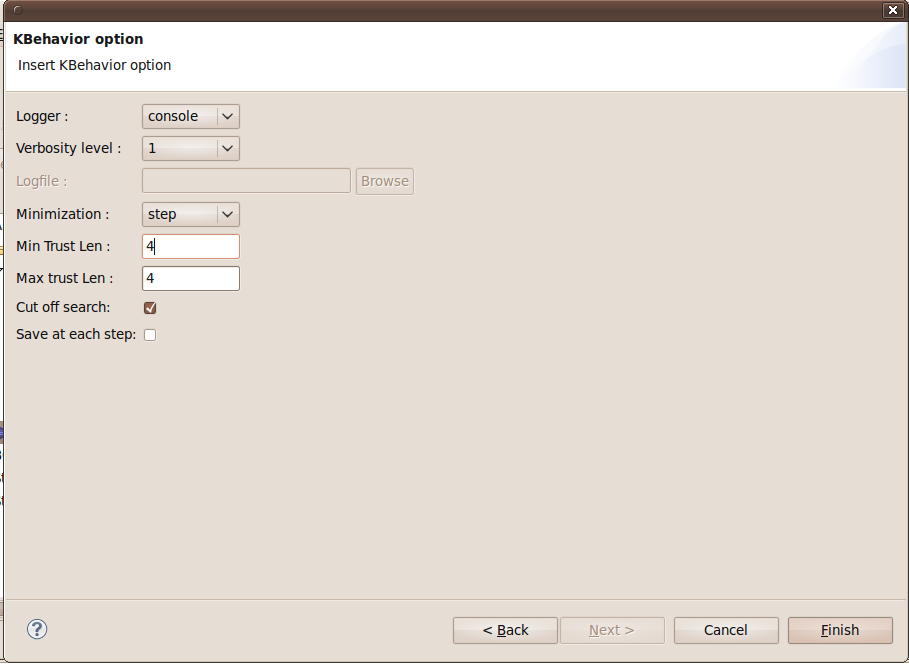 KBehavior option
Insert KBehavior option
Logger : console
Verbosity level : 1
Logfile : Browse
Minimization : step
Min Trust Len : 4
Max trust Len : 4
Cut off search:
Save at each step:
? < Back Next > Cancel Finish